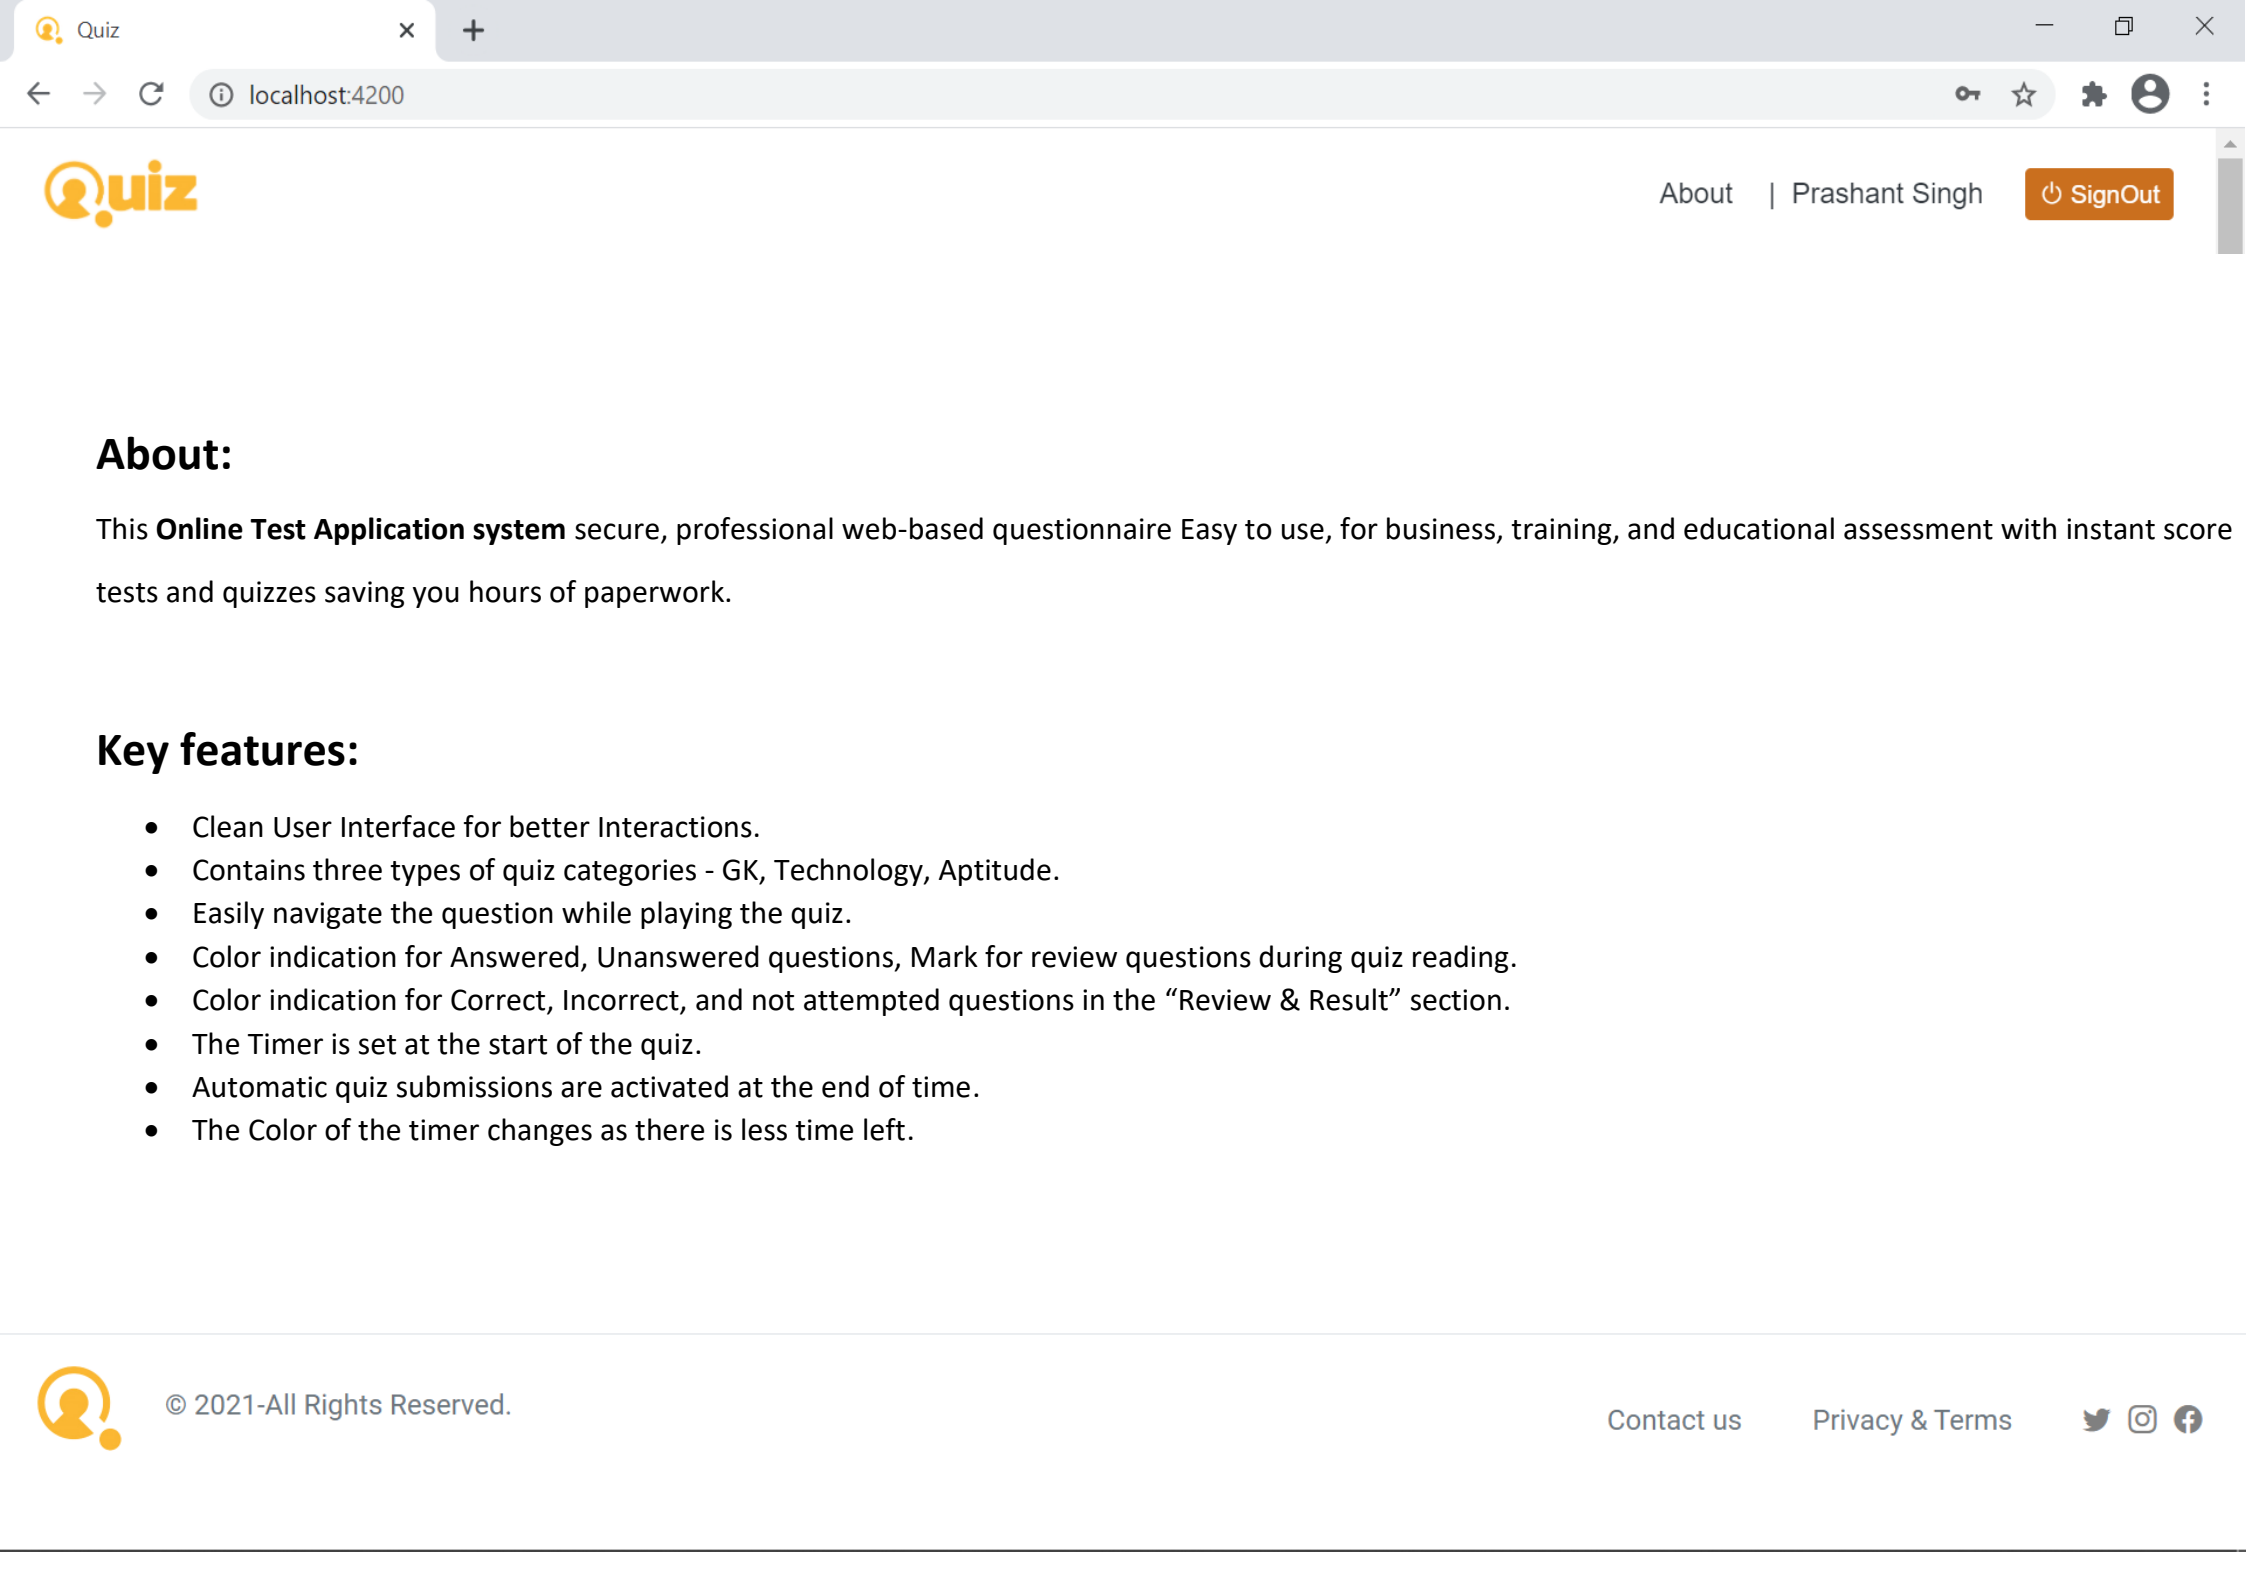 Quiz
localhost:4200
Quiz
About | Prashant Singh SignOut
About:
This Online Test Application system secure, professional web-based questionnaire Easy to use, for business, training, and educational assessment with instant score
tests and quizzes saving you hours of paperwork.
Key features:
• Clean User Interface for better Interactions.
• Contains three types of quiz categories - GK, Technology, Aptitude.
• Easily navigate the question while playing the quiz.
• Color indication for Answered, Unanswered questions, Mark for review questions during quiz reading.
• Color indication for Correct, Incorrect, and not attempted questions in the “Review & Result” section.
• The Timer is set at the start of the quiz.
• Automatic quiz submissions are activated at the end of time.
• The Color of the timer changes as there is less time left.
© 2021-All Rights Reserved.
Contact us Privacy & Terms